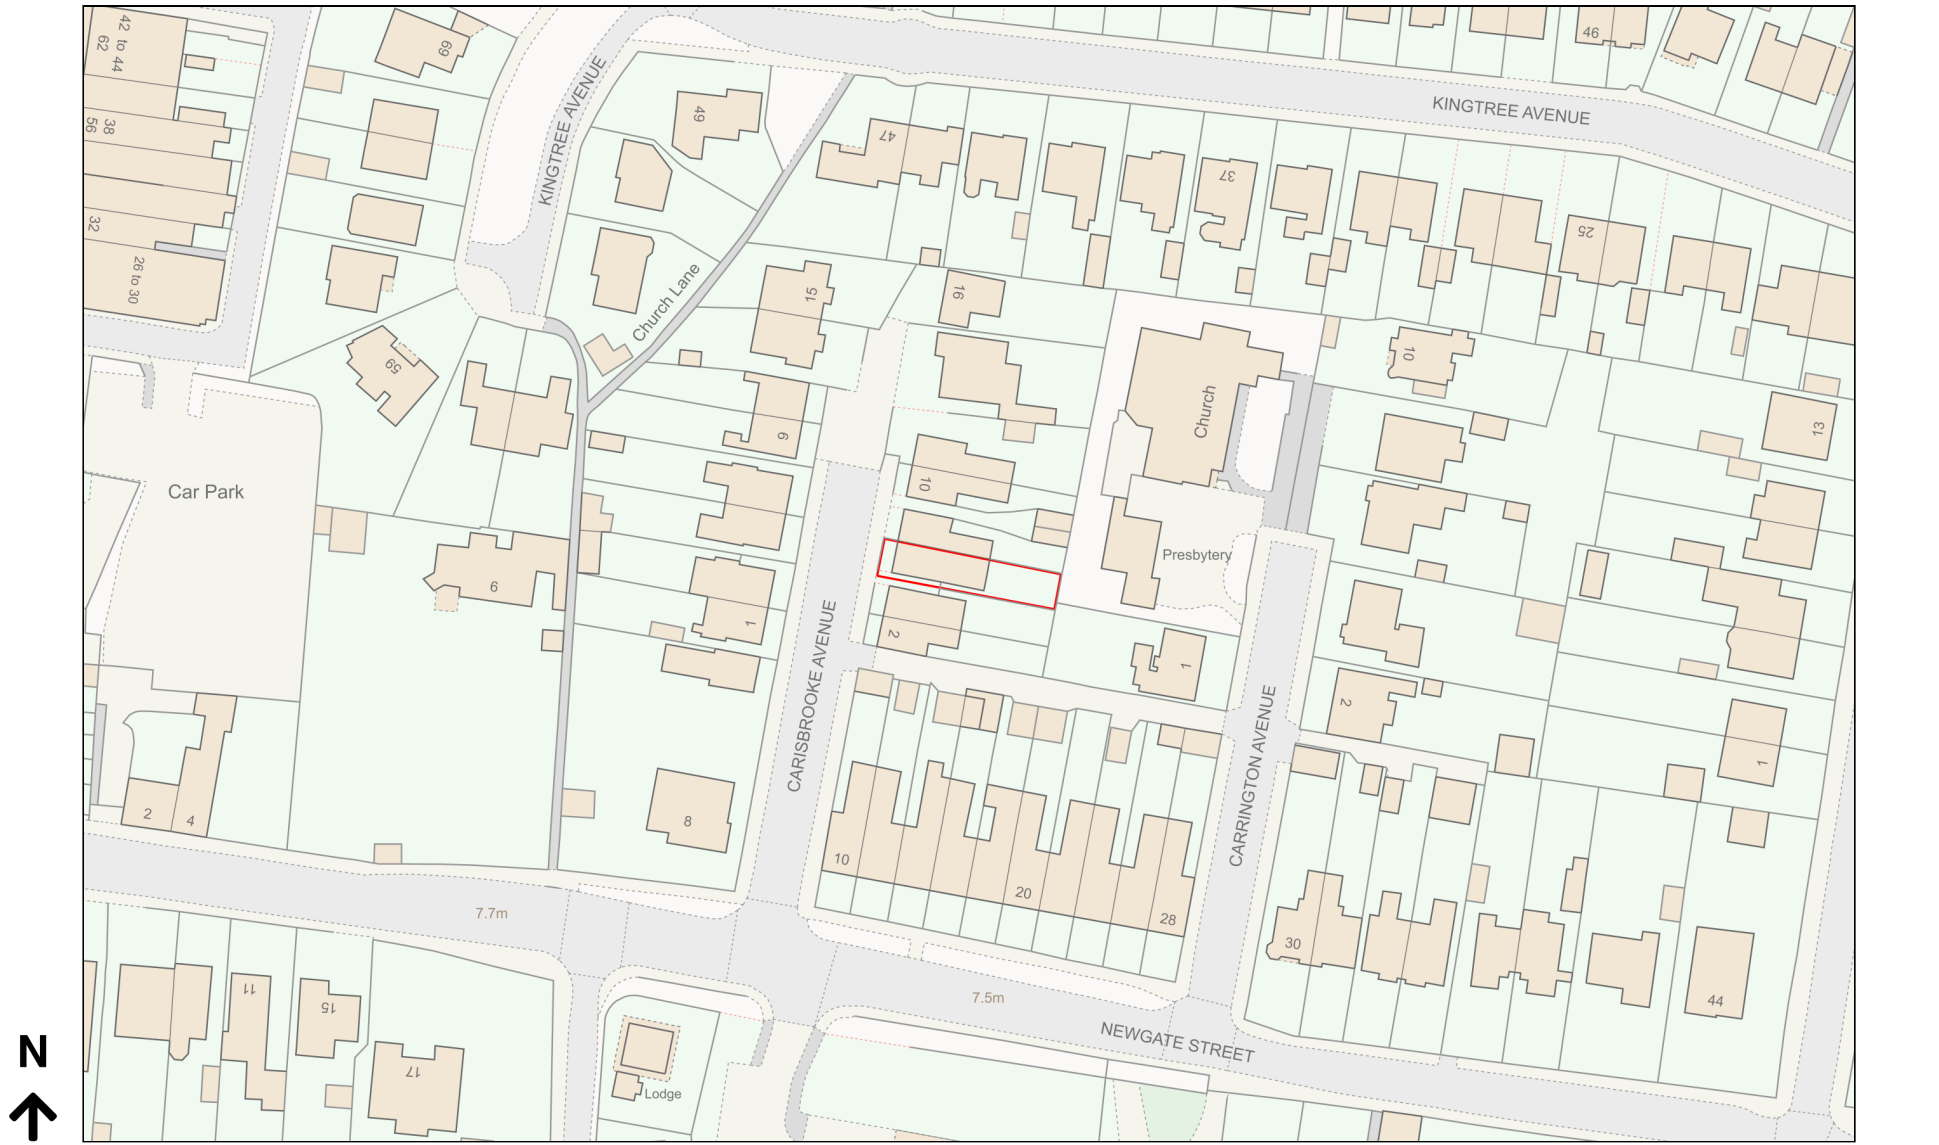 42 to 44
62
69
46
KINGTREE AVENUE
KINGTREE AVENUE
49
47
38
56
37
32
25
26 to 30
Church Lane
15
16
10
59
13
Church
9
Car Park
10
Presbytery
6
1
2
1
CARISBROOKE AVENUE
2
CARRINGTON AVENUE
1
2
4
8
10
20
28
7.7m
30
7.5m
11
15
44
NEWGATE STREET
N
17
Lodge